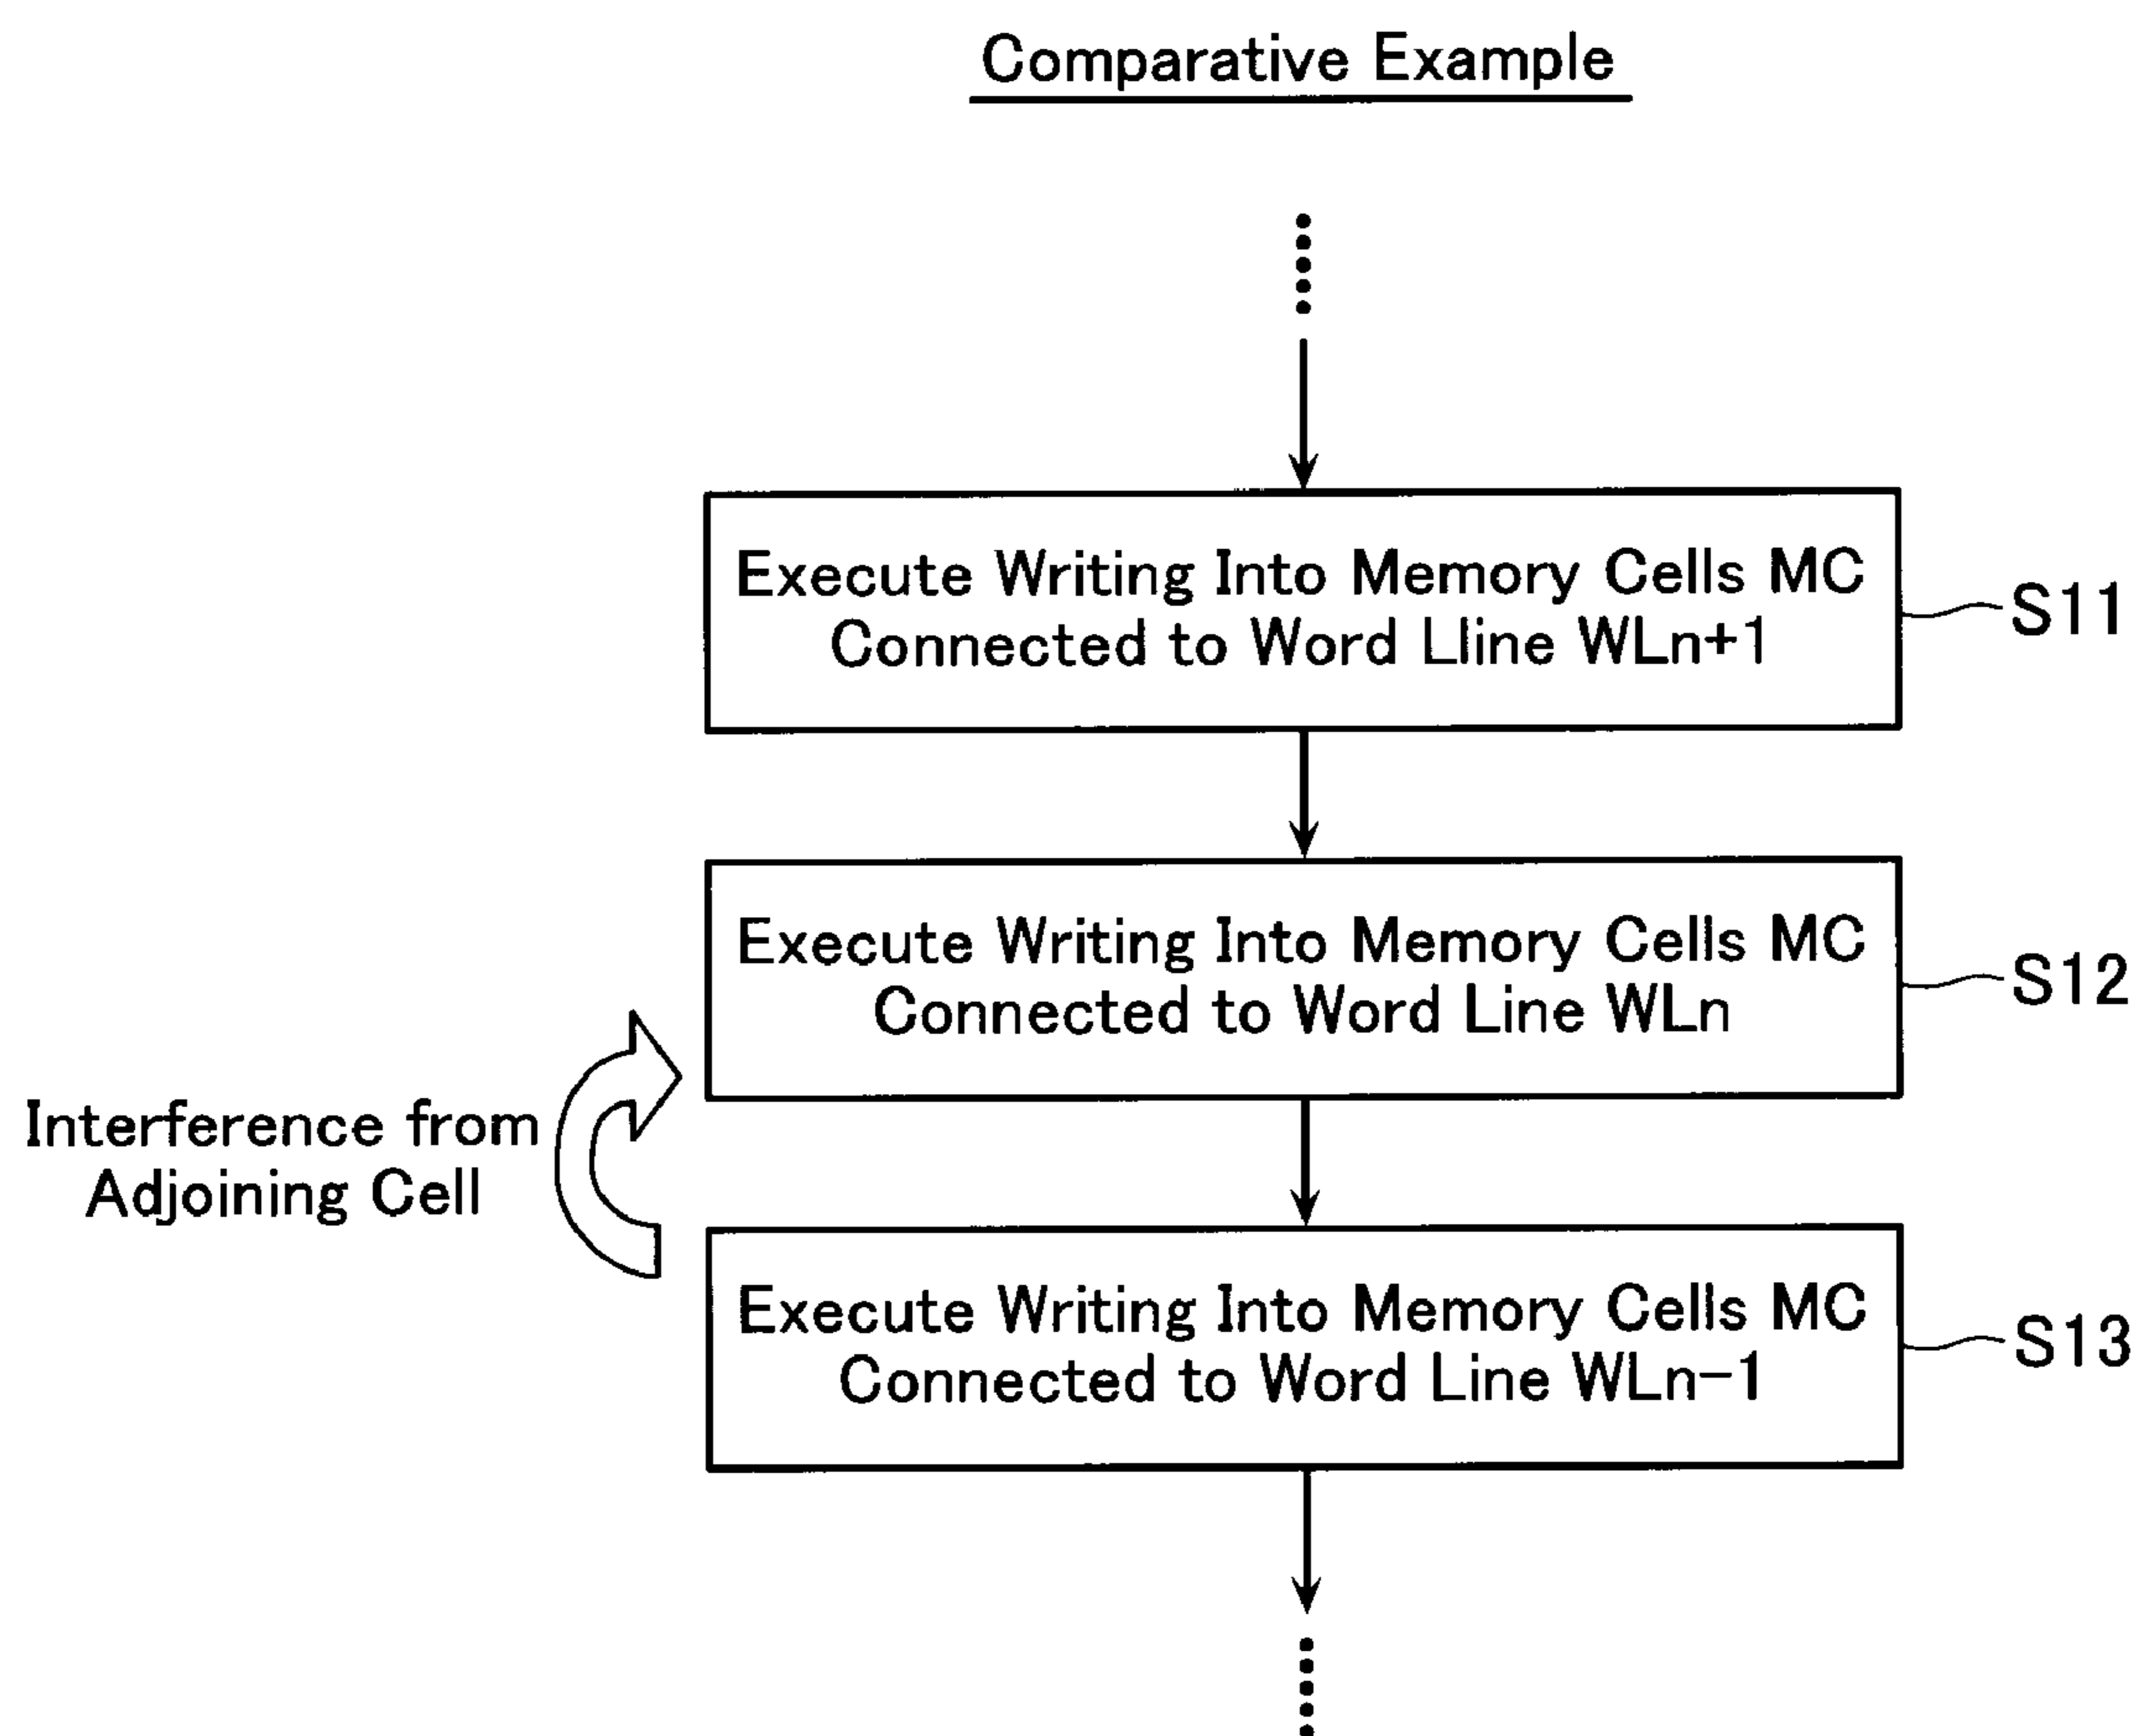 Comparative Example
Execute Writing Into Memory Cells MC
Connected to Word Lline WLn+1
S11
Execute Writing Into Memory Cells MC
Connected to Word Line WLn
S12
Interference from
Adjoining Cell
Execute Writing Into Memory Cells MC
Connected to Word Line WLn-1
S13